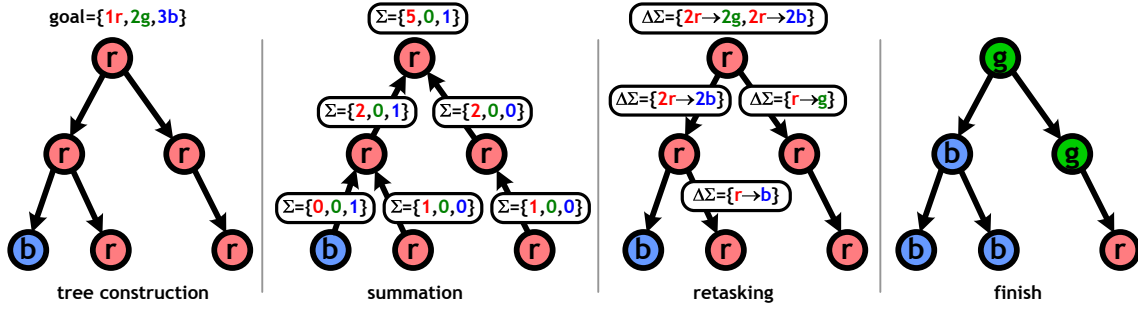 goal={1r,2g,3b}
r
r
r
b
r
r
tree construction
Σ={5,0,1}
r
Σ={2,0,1}
Σ={2,0,0}
r
r
Σ={0,0,1}
Σ={1,0,0}
Σ={1,0,0}
b
r
r
summation
ΔΣ={2r→2g,2r→2b}
r
ΔΣ={2r→2b}
ΔΣ={r→g}
r
r
ΔΣ={r→b}
b
r
r
retasking
g
b
g
b
b
r
finish